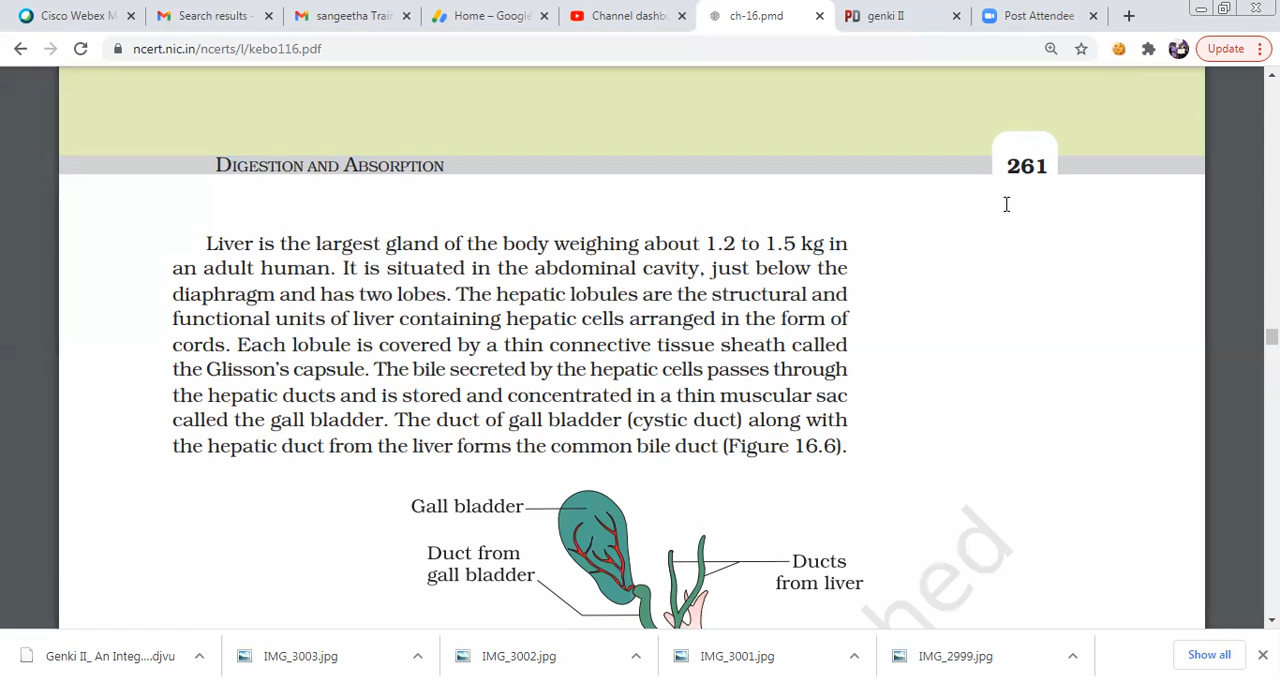 Cisco Webex M
Search results -
sangeetha Trai
Home – Google
Channel dashb
ch-16.pmd
PD genki II
Post Attendee
ncert.nic.in/ncerts/l/kebo116.pdf
Update
DIGESTION AND ABSORPTION
261
Liver is the largest gland of the body weighing about 1.2 to 1.5 kg in
an adult human. It is situated in the abdominal cavity, just below the
diaphragm and has two lobes. The hepatic lobules are the structural and
functional units of liver containing hepatic cells arranged in the form of
cords. Each lobule is covered by a thin connective tissue sheath called
the Glisson's capsule. The bile secreted by the hepatic cells passes through
the hepatic ducts and is stored and concentrated in a thin muscular sac
called the gall bladder. The duct of gall bladder (cystic duct) along with
the hepatic duct from the liver forms the common bile duct (Figure 16.6).
Gall bladder
Duct from
gall bladder
Ducts
from liver
hed
Genki II_ An Integ....djvu
IMG_3003.jpg
IMG_3002.jpg
IMG_3001.jpg
IMG_2999.jpg
Show all